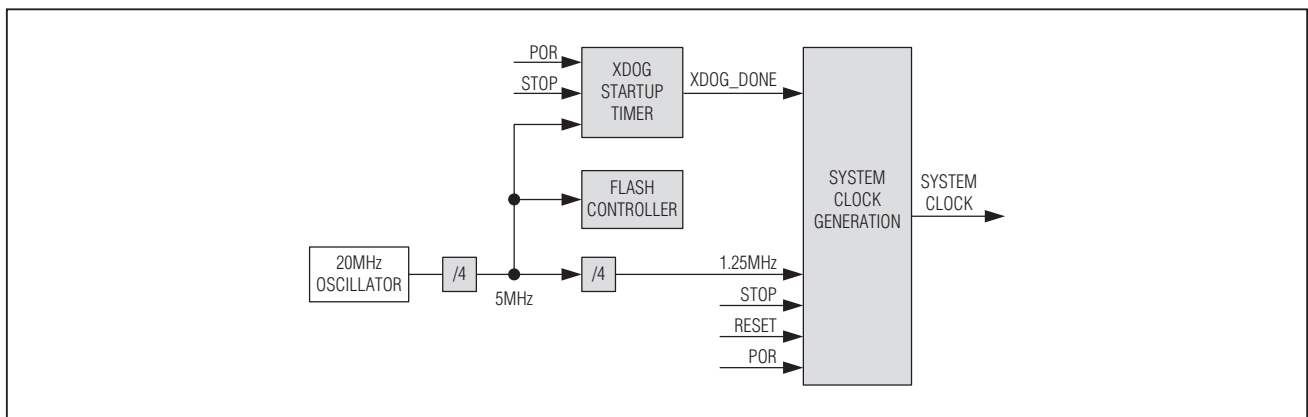 POR
STOP
XDOG
STARTUP
TIMER
XDOG_DONE
FLASH
CONTROLLER
SYSTEM
CLOCK
GENERATION
SYSTEM
CLOCK
20MHz
OSCILLATOR
/4
5MHz
/4
1.25MHz
STOP
RESET
POR